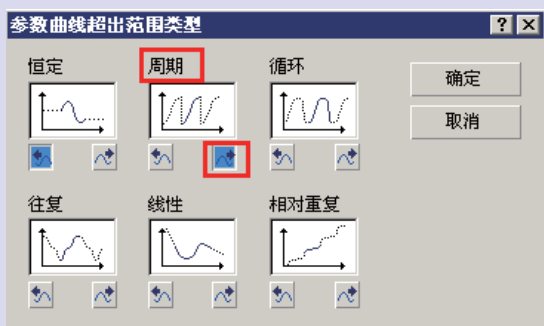 参数曲线超出范围类型
恒定 周期 循环
确定
取消
往复 线性 相对重复